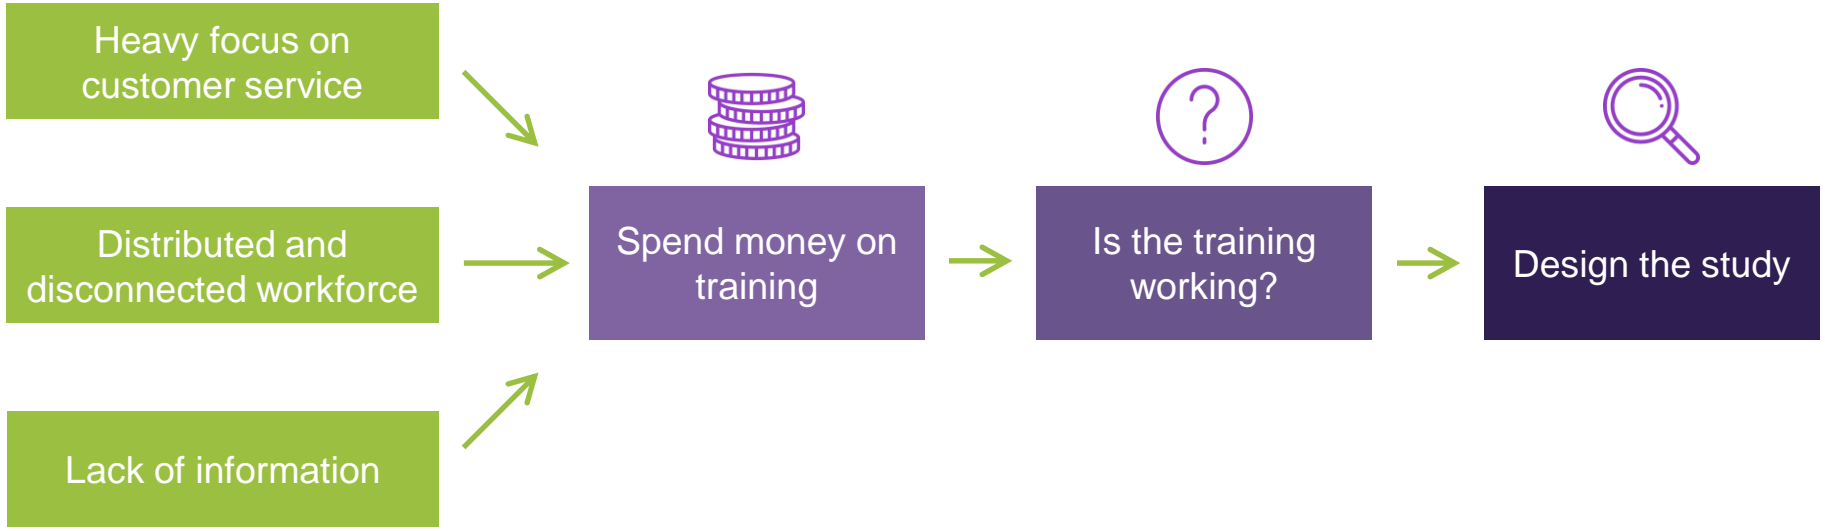 Heavy focus on
customer service
Distributed and
disconnected workforce
Lack of information
Spend money on
training
?
Is the training
working?
Design the study